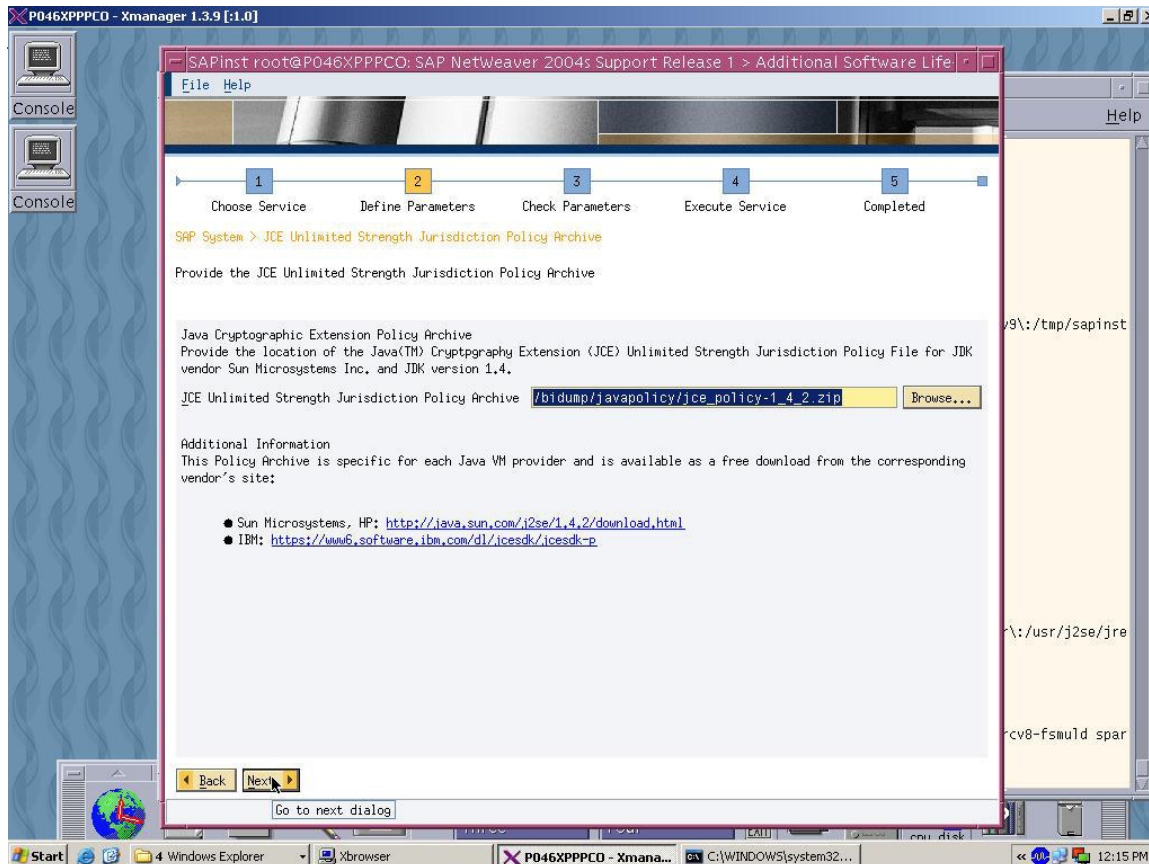 P046XPPPCO - Xmanager 1.3.9 [:1.0]
Console
Console
SAPinst root@P046XPPPCO: SAP NetWeaver 2004s Support Release 1 > Additional Software Life-
File Help
Help
1 2 3 4 5
Choose Service Define Parameters Check Parameters Execute Service Completed
SAP System > JCE Unlimited Strength Jurisdiction Policy Archive
Provide the JCE Unlimited Strength Jurisdiction Policy Archive
v9\:/tmp/sapinst
Java Cryptographic Extension Policy Archive
Provide the location of the Java(TM) Cryptpgraphy Extension (JCE) Unlimited Strength Jurisdiction Policy File for JDK
vendor Sun Microsystems Inc. and JDK version 1.4.
JCE Unlimited Strength Jurisdiction Policy Archive /bidump/javapolicy/jce_policy-1_4_2.zip Browse...
Additional Information
This Policy Archive is specific for each Java VM provider and is available as a free download from the corresponding
vendor's site:
● Sun Microsystems, HP: http://java.sun.com/j2se/1.4.2/download.html
● IBM: https://www6.software.ibm.com/dl/jcesdk/jcesdk-p
r\:/usr/j2se/jre
rcv8-fsmuld spar
Back Next
Go to next dialog
EXIT
cpu disk
Start 4 Windows Explorer Xbrowser P046XPPPCO - Xmana... C:\WINDOWS\system32... 12:15 PM